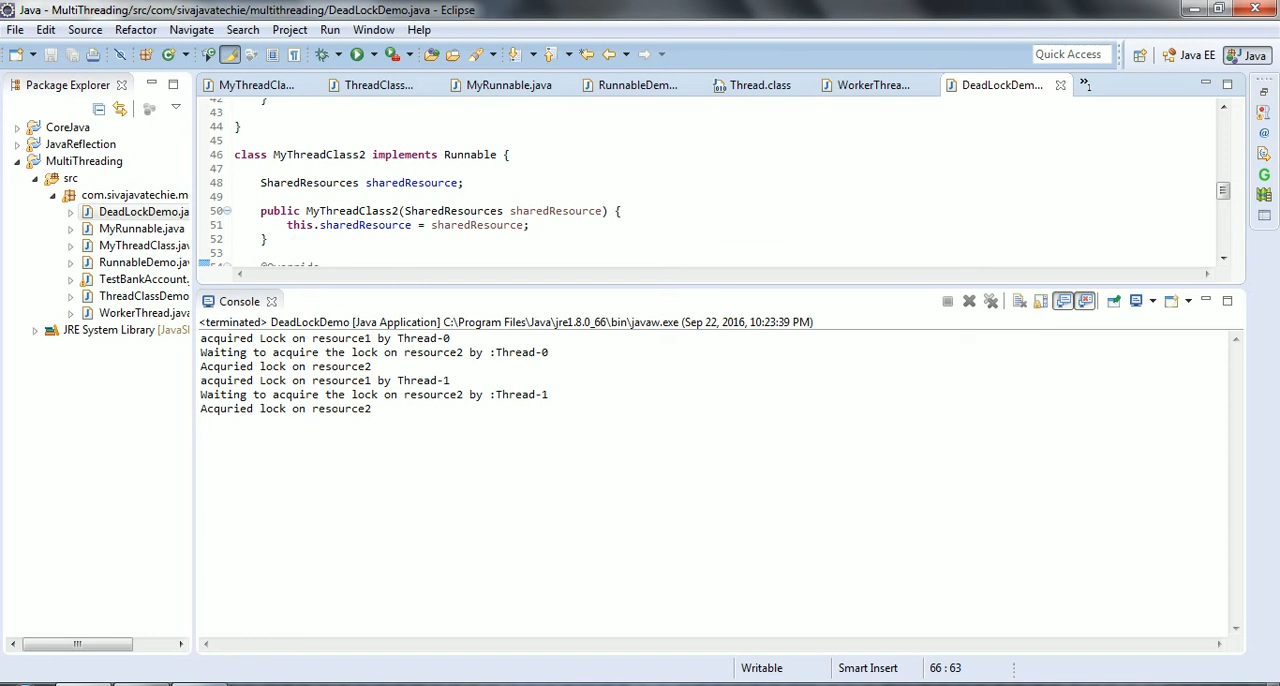 Java - MultiThreading/src/com/sivajavatechie/multithreading/DeadLockDemo.java - Eclipse
File Edit Source Refactor Navigate Search Project Run Window Help
Quick Access Java EE Java
Package Explorer
MyThreadCla... ThreadClass... MyRunnable.java RunnableDemo... Thread.class WorkerThrea... DeadLockDem... »1
CoreJava
JavaReflection
MultiThreading
src
com.sivajavatechie.m
DeadLockDemo.ja
MyRunnable.java
MyThreadClass.jav
RunnableDemo.jav
TestBankAccount.
ThreadClassDemo
WorkerThread.java
JRE System Library [JavaS
42 }
43
44 }
45
46 class MyThreadClass2 implements Runnable {
47
48 SharedResources sharedResource;
49
50 public MyThreadClass2(SharedResources sharedResource) {
51 this.sharedResource = sharedResource;
52 }
53
54 @Override
Console
<terminated> DeadLockDemo [Java Application] C:\Program Files\Java\jre1.8.0_66\bin\javaw.exe (Sep 22, 2016, 10:23:39 PM)
acquired Lock on resource1 by Thread-0
Waiting to acquire the lock on resource2 by :Thread-0
Acquried lock on resource2
acquired Lock on resource1 by Thread-1
Waiting to acquire the lock on resource2 by :Thread-1
Acquried lock on resource2
Writable Smart Insert 66 : 63